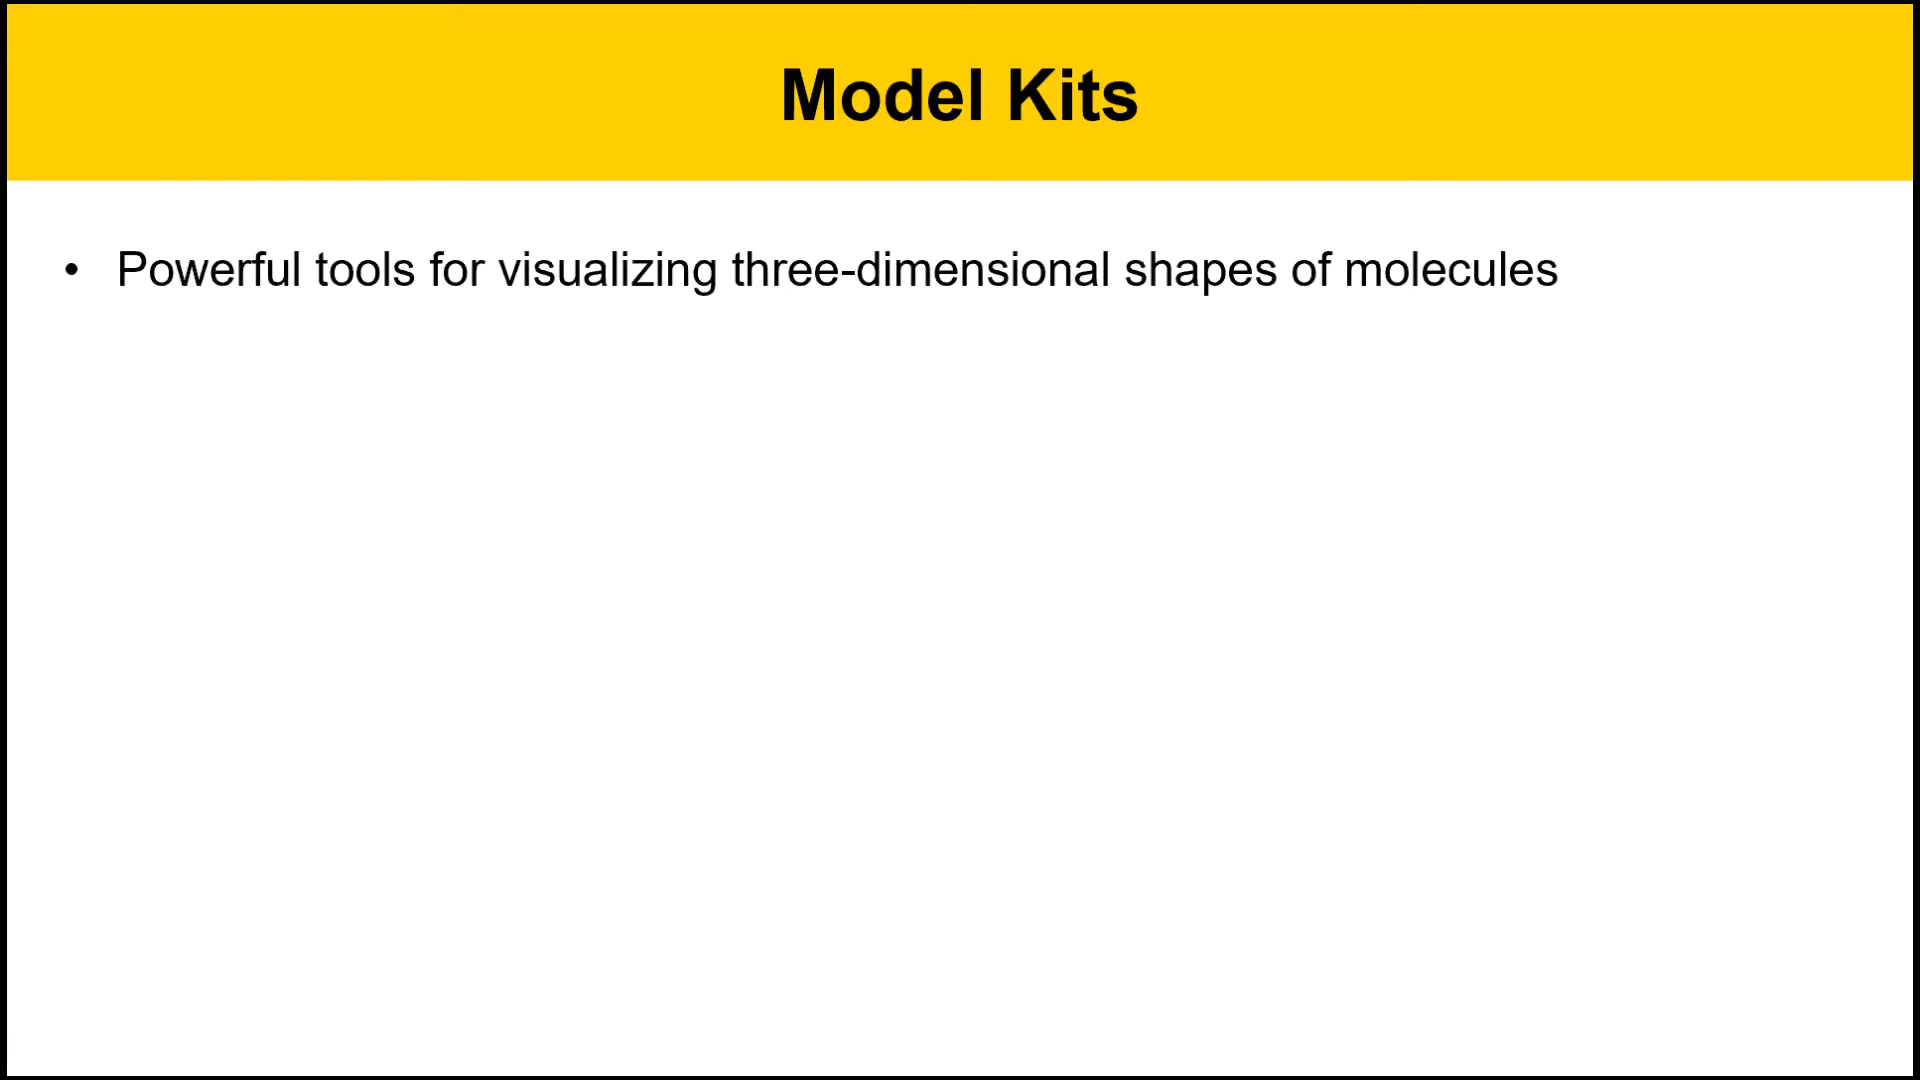 Model Kits
• Powerful tools for visualizing three-dimensional shapes of molecules